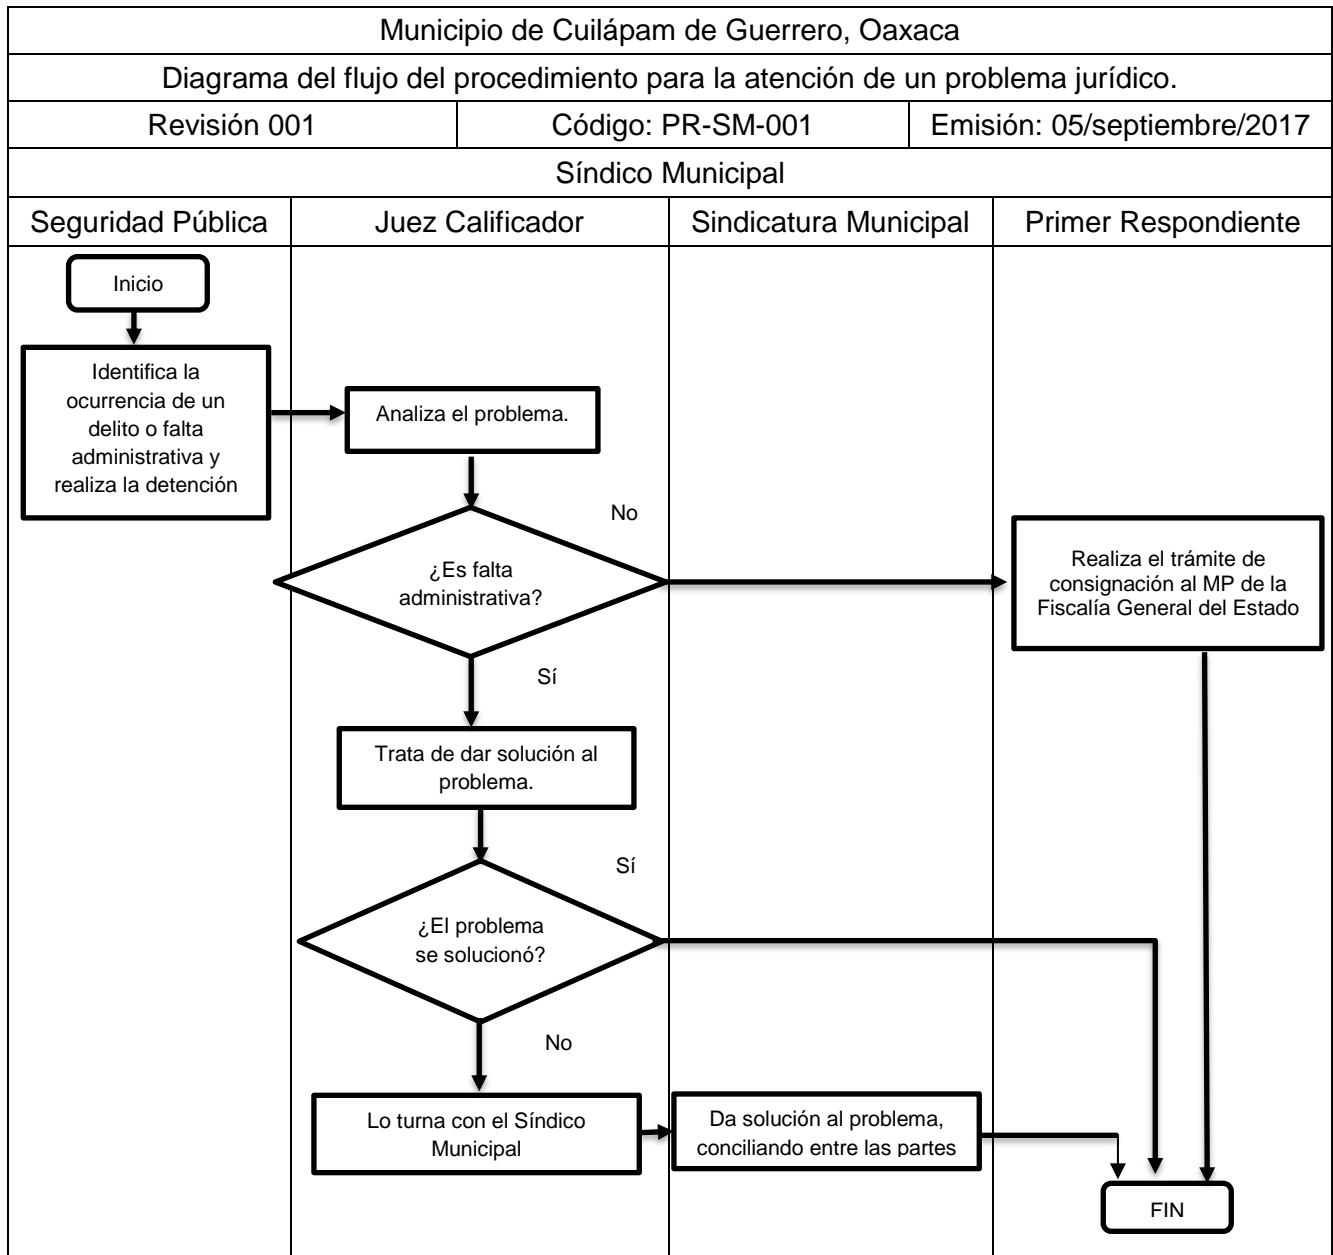 Municipio de Cuilápam de Guerrero, Oaxaca
Diagrama del flujo del procedimiento para la atención de un problema jurídico.
Revisión 001
Código: PR-SM-001
Emisión: 05/septiembre/2017
Síndico Municipal
Seguridad Pública
Juez Calificador
Sindicatura Municipal
Primer Respondiente
Inicio
Identifica la
ocurrencia de un
delito o falta
administrativa y
realiza la detención
Analiza el problema.
No
¿Es falta
administrativa?
Realiza el trámite de
consignación al MP de la
Fiscalía General del Estado
Sí
Trata de dar solución al
problema.
Sí
¿El problema
se solucionó?
No
Lo turna con el Síndico
Municipal
Da solución al problema,
conciliando entre las partes
FIN